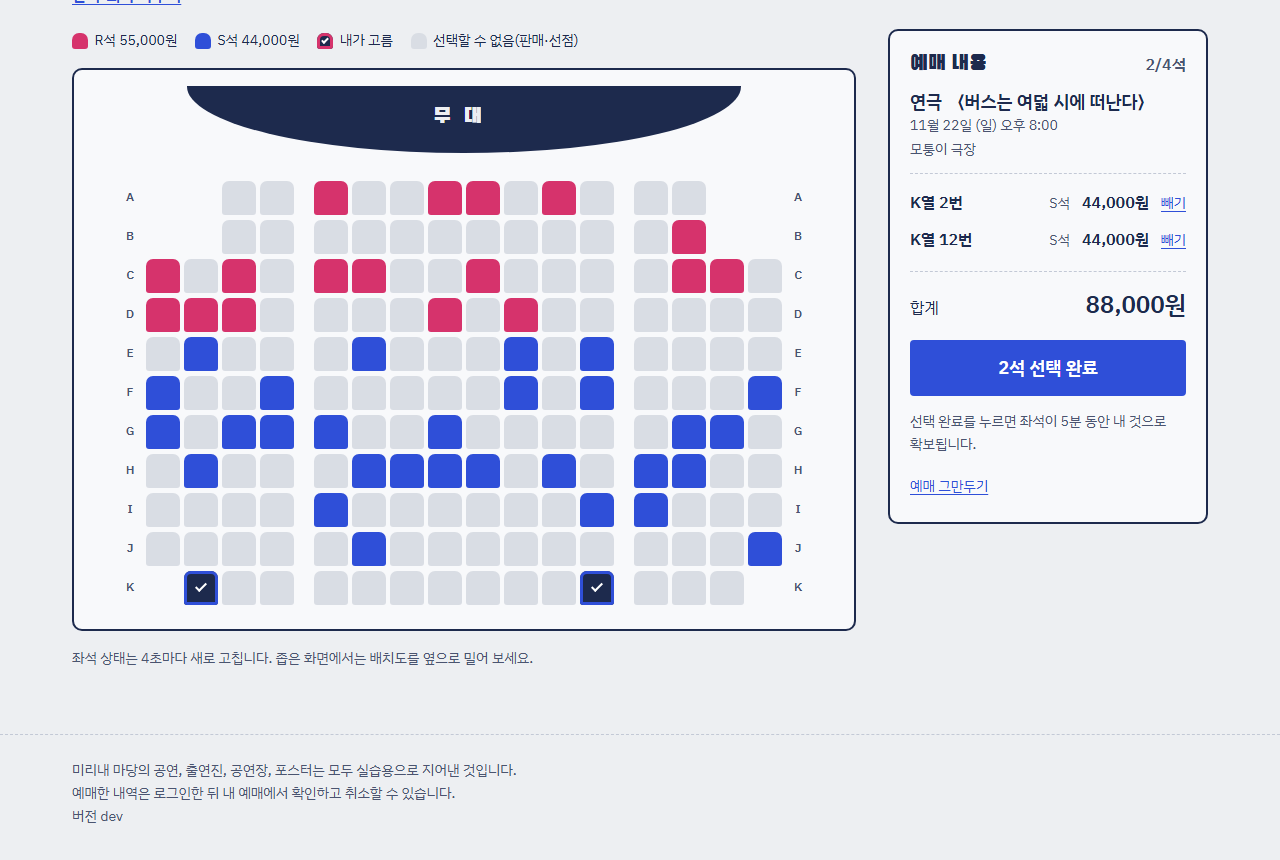 R석 55,000원 S석 44,000원 내가 고름 선택할 수 없음(판매·선점)
무 대
A A
B B
C C
D D
E E
F F
G G
H H
I I
J J
K K
좌석 상태는 4초마다 새로 고칩니다. 좁은 화면에서는 배치도를 옆으로 밀어 보세요.
예매 내용 2/4석
연극 〈버스는 여덟 시에 떠난다〉
11월 22일 (일) 오후 8:00
모퉁이 극장
K열 2번 S석 44,000원 빼기
K열 12번 S석 44,000원 빼기
합계 88,000원
2석 선택 완료
선택 완료를 누르면 좌석이 5분 동안 내 것으로
확보됩니다.
예매 그만두기
미리내 마당의 공연, 출연진, 공연장, 포스터는 모두 실습용으로 지어낸 것입니다.
예매한 내역은 로그인한 뒤 내 예매에서 확인하고 취소할 수 있습니다.
버전 dev